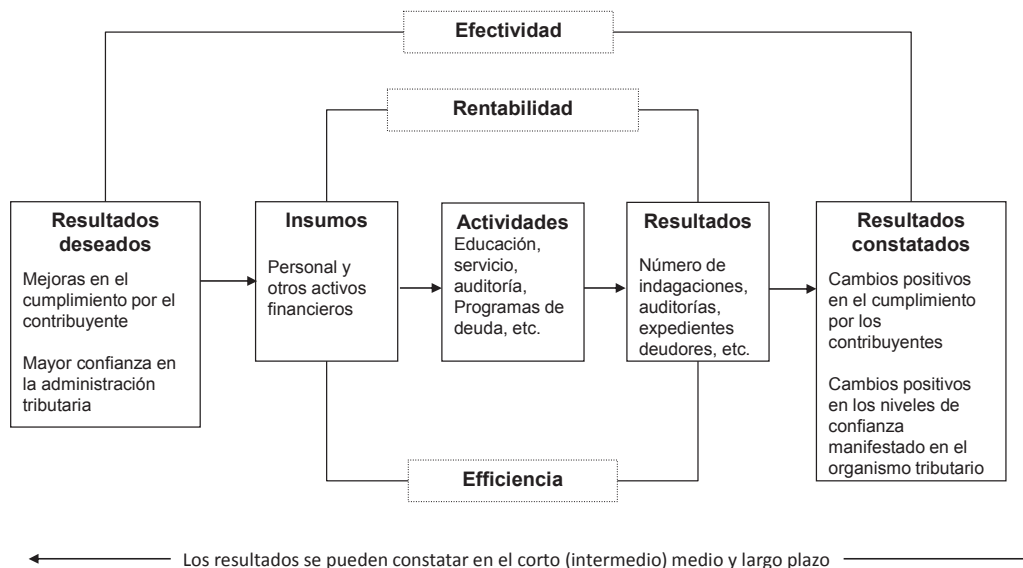 Efectividad
Rentabilidad
Resultados
deseados
Mejoras en el
cumplimiento por el
contribuyente
Mayor confianza en
la administración
tributaria
Insumos
Personal y
otros activos
financieros
Actividades
Educación,
servicio,
auditoría,
Programas de
deuda, etc.
Resultados
Número de
indagaciones,
auditorías,
expedientes
deudores, etc.
Resultados
constatados
Cambios positivos
en el cumplimiento
por los
contribuyentes
Cambios positivos
en los niveles de
confianza
manifestado en el
organismo tributario
Efficiencia
Los resultados se pueden constatar en el corto (intermedio) medio y largo plazo